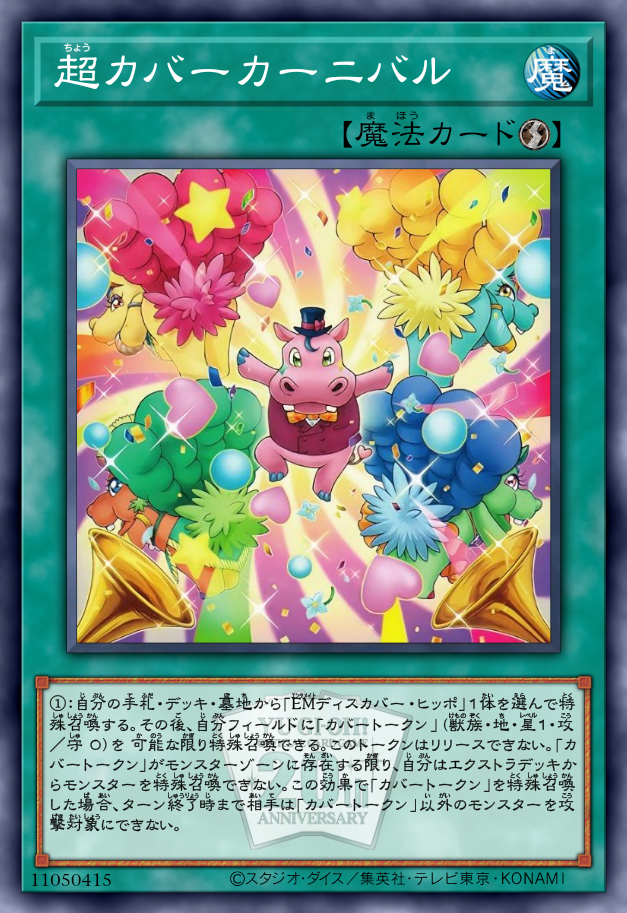 超カバーカーニバル
魔
【魔法カード】
①:自分の手札・デッキ・墓地から「EMディスカバー・ヒッポ」1体を選んで特
殊召喚する。その後、自分フィールドに「カバートークン」(獣族・地・星1・攻
/守 0)を可能な限り特殊召喚できる。このトークンはリリースできない。「カ
バートークン」がモンスターゾーンに存在する限り、自分はエクストラデッキか
らモンスターを特殊召喚できない。この効果で「カバートークン」を特殊召喚
した場合、ターン終了時まで相手は「カバートークン」以外のモンスターを攻
撃対象にできない。
YU-GI-OH!
20th
ANNIVERSARY
11050415
©スタジオ・ダイス/集英社・テレビ東京・KONAMI